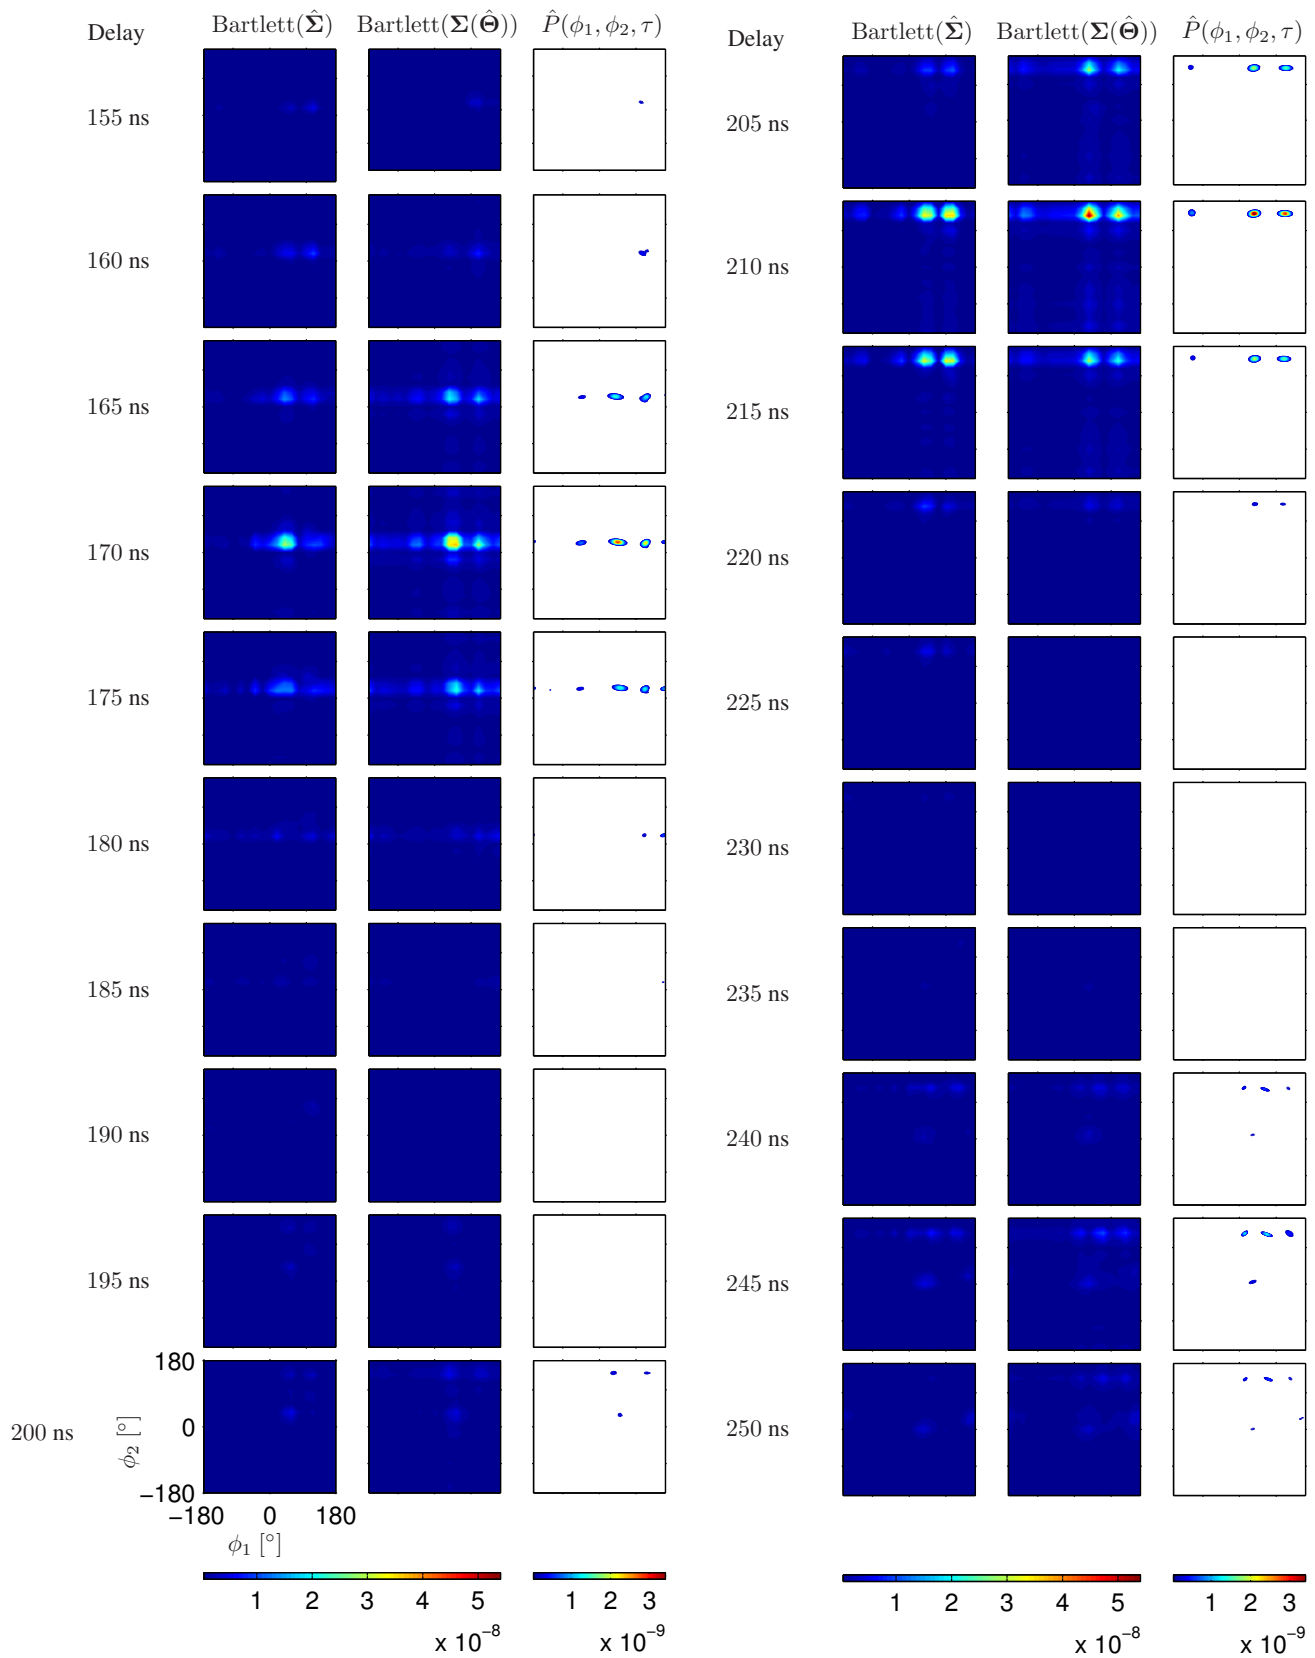 Delay Bartlett(Σ̂) Bartlett(Σ(Θ̂)) P̂(ϕ₁, ϕ₂, τ)
155 ns
160 ns
165 ns
170 ns
175 ns
180 ns
185 ns
190 ns
195 ns
200 ns
180
0
−180
ϕ₂ [°]
−180 0 180
ϕ₁ [°]
1 2 3 4 5
x 10⁻⁸
1 2 3
x 10⁻⁹
Delay Bartlett(Σ̂) Bartlett(Σ(Θ̂)) P̂(ϕ₁, ϕ₂, τ)
205 ns
210 ns
215 ns
220 ns
225 ns
230 ns
235 ns
240 ns
245 ns
250 ns
1 2 3 4 5
x 10⁻⁸
1 2 3
x 10⁻⁹